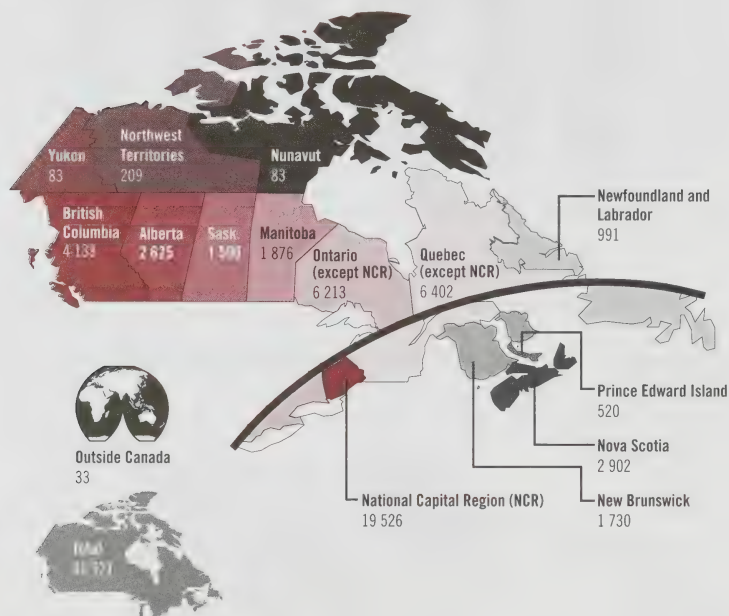 Yukon
83
Northwest
Territories
209
Nunavut
83
British
Columbia
4 133
Alberta
2 625
Sask.
Manitoba
1 876
Ontario
(except NCR)
6 213
Quebec
(except NCR)
6 402
Newfoundland and
Labrador
991
Prince Edward Island
520
Nova Scotia
2 902
New Brunswick
1 730
National Capital Region (NCR)
19 526
Outside Canada
33
Total